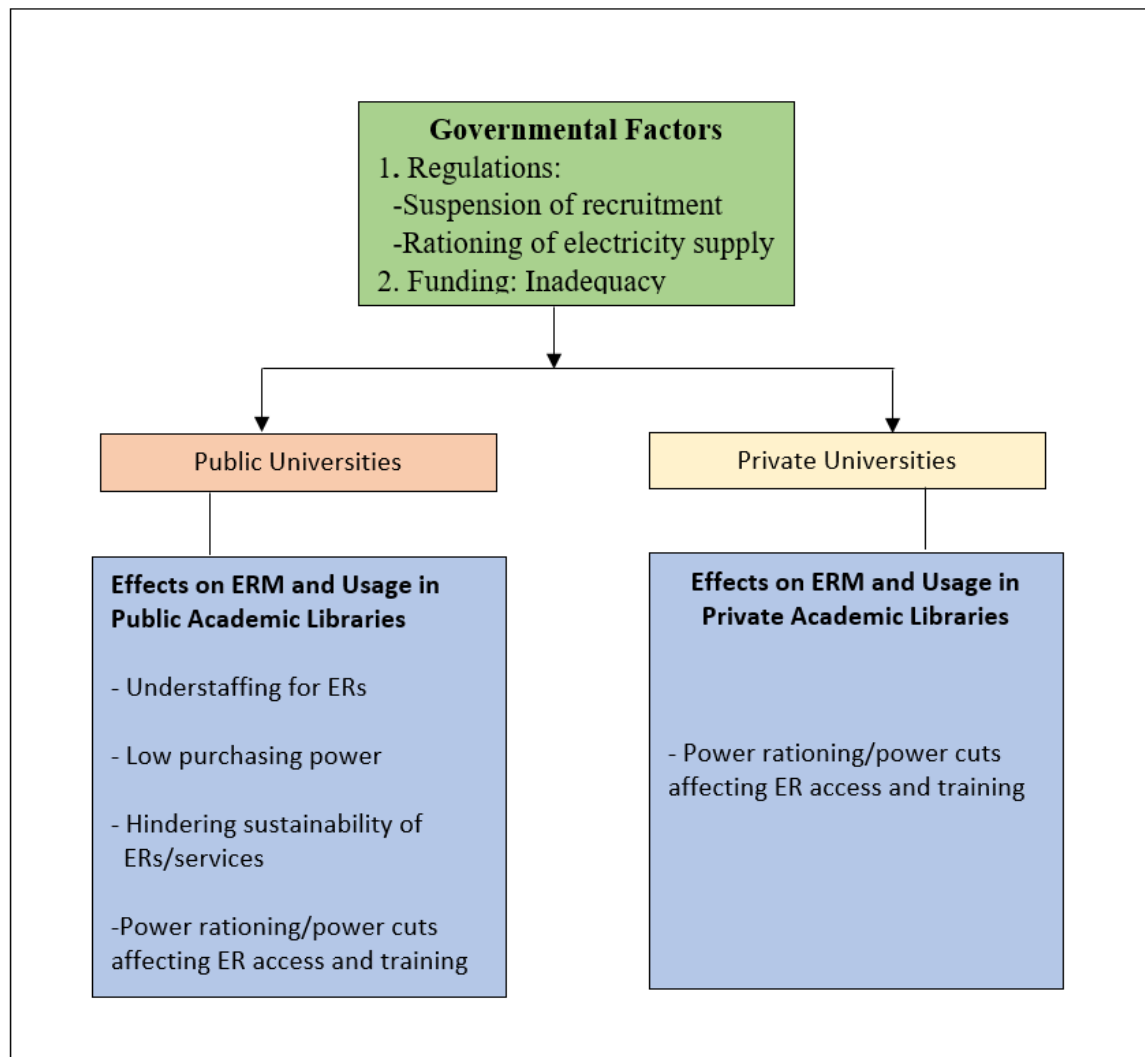 Governmental Factors
1. Regulations:
-Suspension of recruitment
-Rationing of electricity supply
2. Funding: Inadequacy
Public Universities
Private Universities
Effects on ERM and Usage in
Public Academic Libraries
- Understaffing for ERs
- Low purchasing power
- Hindering sustainability of
ERs/services
-Power rationing/power cuts
affecting ER access and training
Effects on ERM and Usage in
Private Academic Libraries
- Power rationing/power cuts
affecting ER access and training